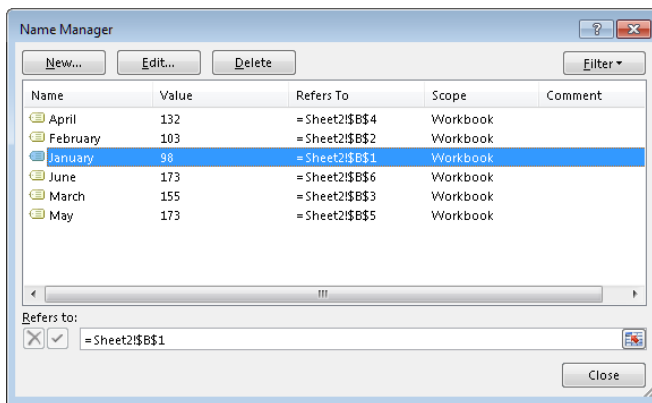 Name Manager
New... Edit... Delete Filter
Name Value Refers To Scope Comment
April 132 =Sheet2!$B$4 Workbook
February 103 =Sheet2!$B$2 Workbook
January 98 =Sheet2!$B$1 Workbook
June 173 =Sheet2!$B$6 Workbook
March 155 =Sheet2!$B$3 Workbook
May 173 =Sheet2!$B$5 Workbook
Refers to:
=Sheet2!$B$1
Close